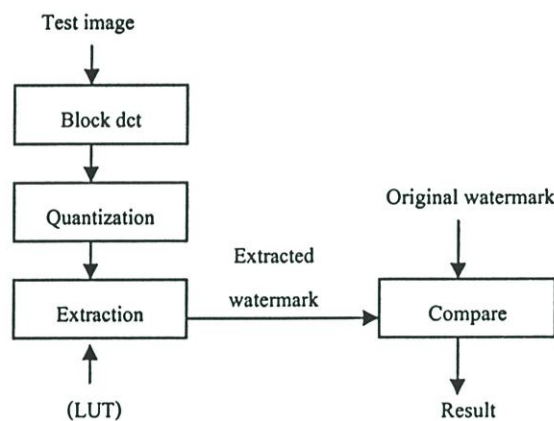 Test image
Block dct
Quantization
Original watermark
Extracted
watermark
Extraction
Compare
(LUT)
Result